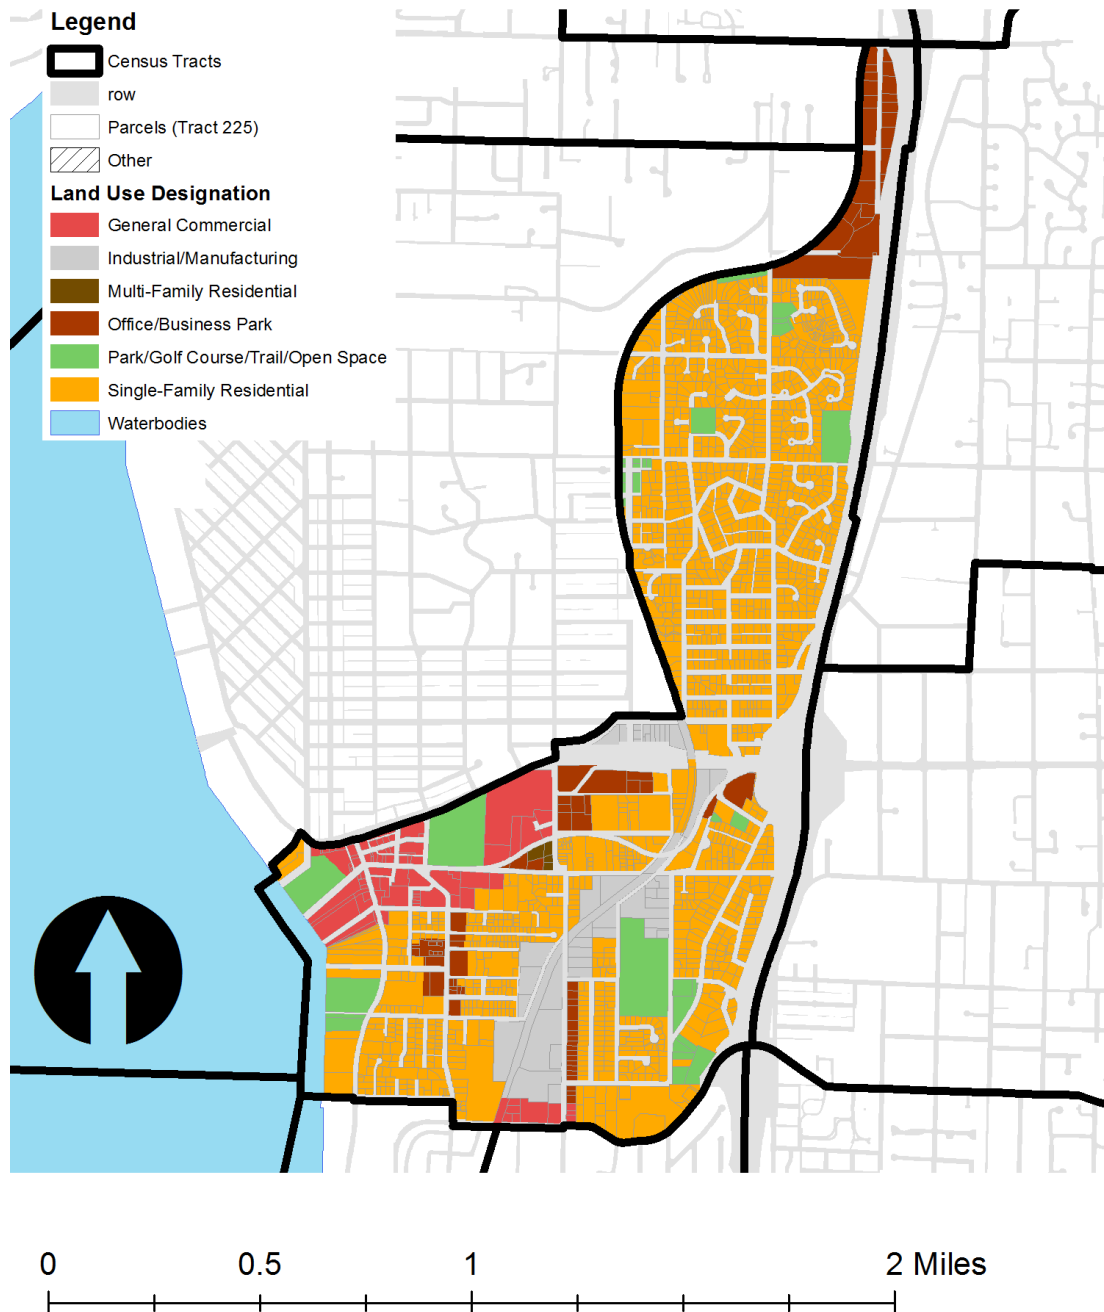 Legend
Census Tracts
row
Parcels (Tract 225)
Other
Land Use Designation
General Commercial
Industrial/Manufacturing
Multi-Family Residential
Office/Business Park
Park/Golf Course/Trail/Open Space
Single-Family Residential
Waterbodies
0 0.5 1 2 Miles